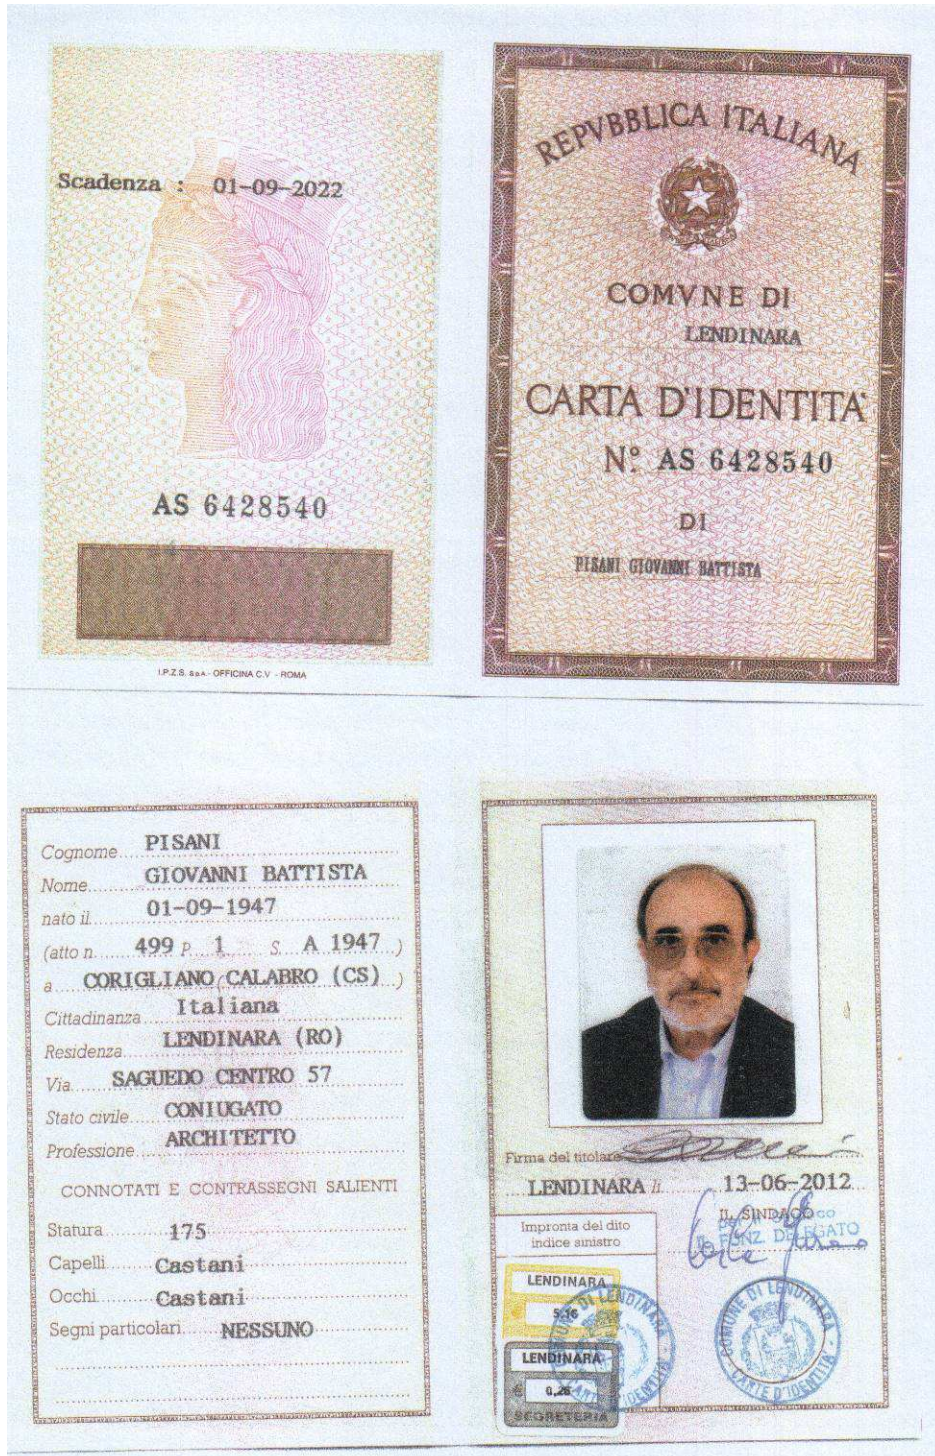 Scadenza : 01-09-2022
AS 6428540
I.P.Z.S. S.p.A. - OFFICINA C.V. - ROMA
REPVBBLICA ITALIANA
COMVNE DI
LENDINARA
CARTA D'IDENTITA'
N° AS 6428540
DI
PISANI GIOVANNI BATTISTA
Cognome PISANI
Nome GIOVANNI BATTISTA
nato il 01-09-1947
(atto n. 499 P. 1 S. A 1947 )
a CORIGLIANO CALABRO (CS) )
Cittadinanza Italiana
Residenza LENDINARA (RO)
Via SAGUEDO CENTRO 57
Stato civile CONIUGATO
Professione ARCHITETTO
CONNOTATI E CONTRASSEGNI SALIENTI
Statura 175
Capelli Castani
Occhi Castani
Segni particolari NESSUNO
Firma del titolare
LENDINARA li 13-06-2012
IL SINDACO
FUNZ. DELEGATO
Impronta del dito
indice sinistro
LENDINARA
5,16
LENDINARA
€ 0,26
SEGRETERIA
COMUNE DI LENDINARA
CARTE D'IDENTITA'
COMUNE DI LENDINARA
CARTE D'IDENTITA'